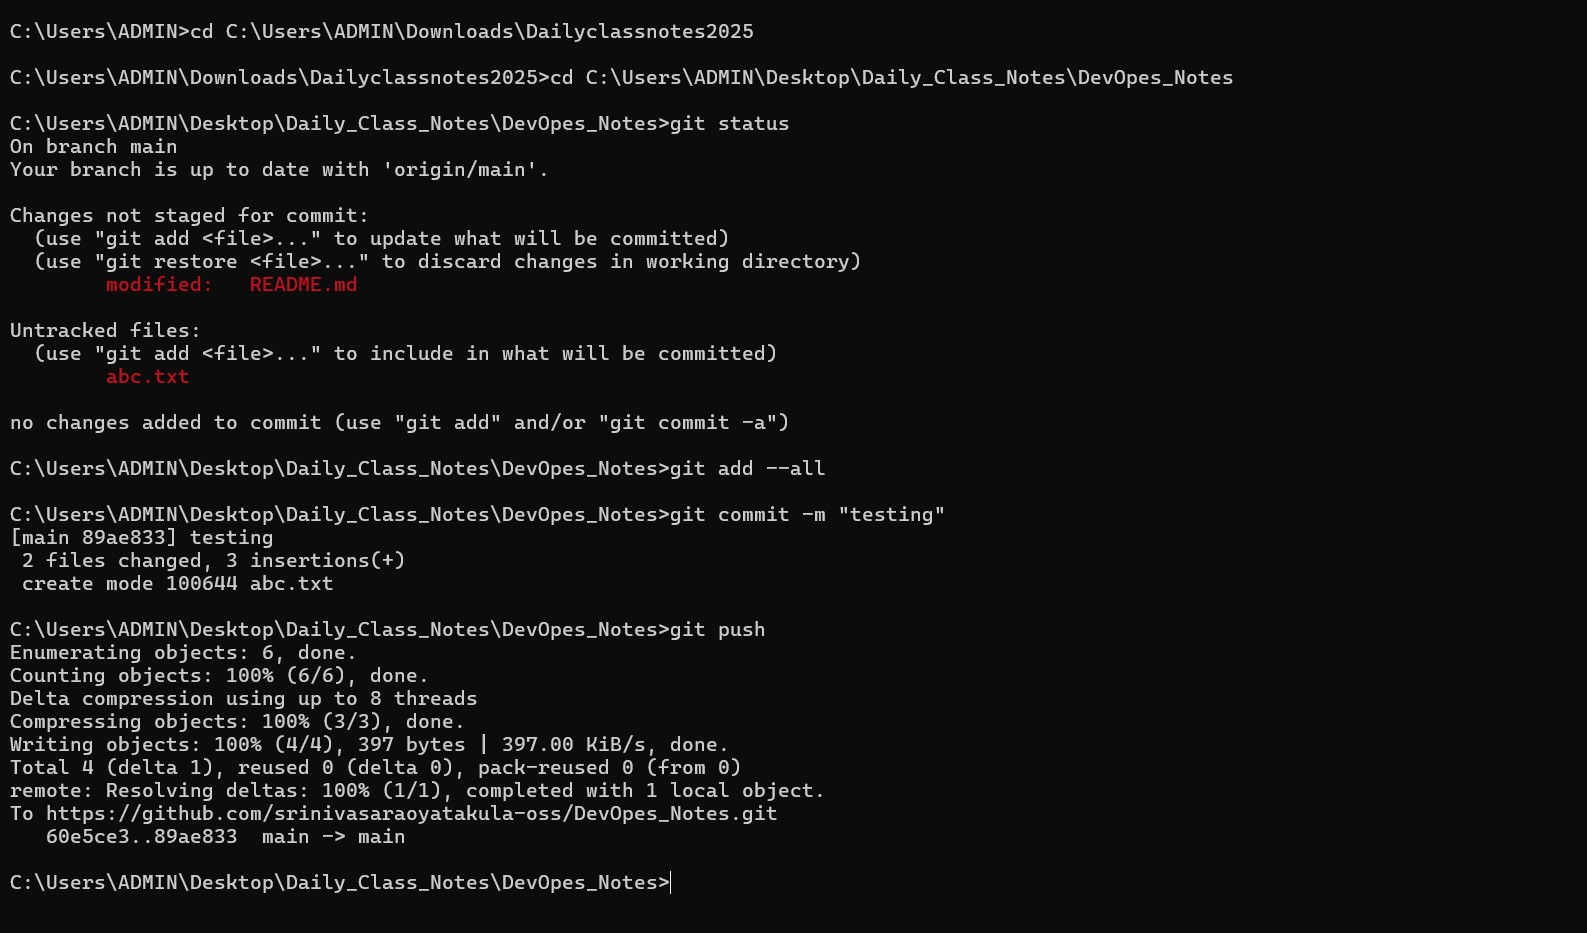 C:\Users\ADMIN>cd C:\Users\ADMIN\Downloads\Dailyclassnotes2025
C:\Users\ADMIN\Downloads\Dailyclassnotes2025>cd C:\Users\ADMIN\Desktop\Daily_Class_Notes\DevOpes_Notes
C:\Users\ADMIN\Desktop\Daily_Class_Notes\DevOpes_Notes>git status
On branch main
Your branch is up to date with 'origin/main'.
Changes not staged for commit:
  (use "git add <file>..." to update what will be committed)
  (use "git restore <file>..." to discard changes in working directory)
        modified:   README.md
Untracked files:
  (use "git add <file>..." to include in what will be committed)
        abc.txt
no changes added to commit (use "git add" and/or "git commit -a")
C:\Users\ADMIN\Desktop\Daily_Class_Notes\DevOpes_Notes>git add --all
C:\Users\ADMIN\Desktop\Daily_Class_Notes\DevOpes_Notes>git commit -m "testing"
[main 89ae833] testing
 2 files changed, 3 insertions(+)
 create mode 100644 abc.txt
C:\Users\ADMIN\Desktop\Daily_Class_Notes\DevOpes_Notes>git push
Enumerating objects: 6, done.
Counting objects: 100% (6/6), done.
Delta compression using up to 8 threads
Compressing objects: 100% (3/3), done.
Writing objects: 100% (4/4), 397 bytes | 397.00 KiB/s, done.
Total 4 (delta 1), reused 0 (delta 0), pack-reused 0 (from 0)
remote: Resolving deltas: 100% (1/1), completed with 1 local object.
To https://github.com/srinivasaraoyatakula-oss/DevOpes_Notes.git
   60e5ce3..89ae833  main -> main
C:\Users\ADMIN\Desktop\Daily_Class_Notes\DevOpes_Notes>